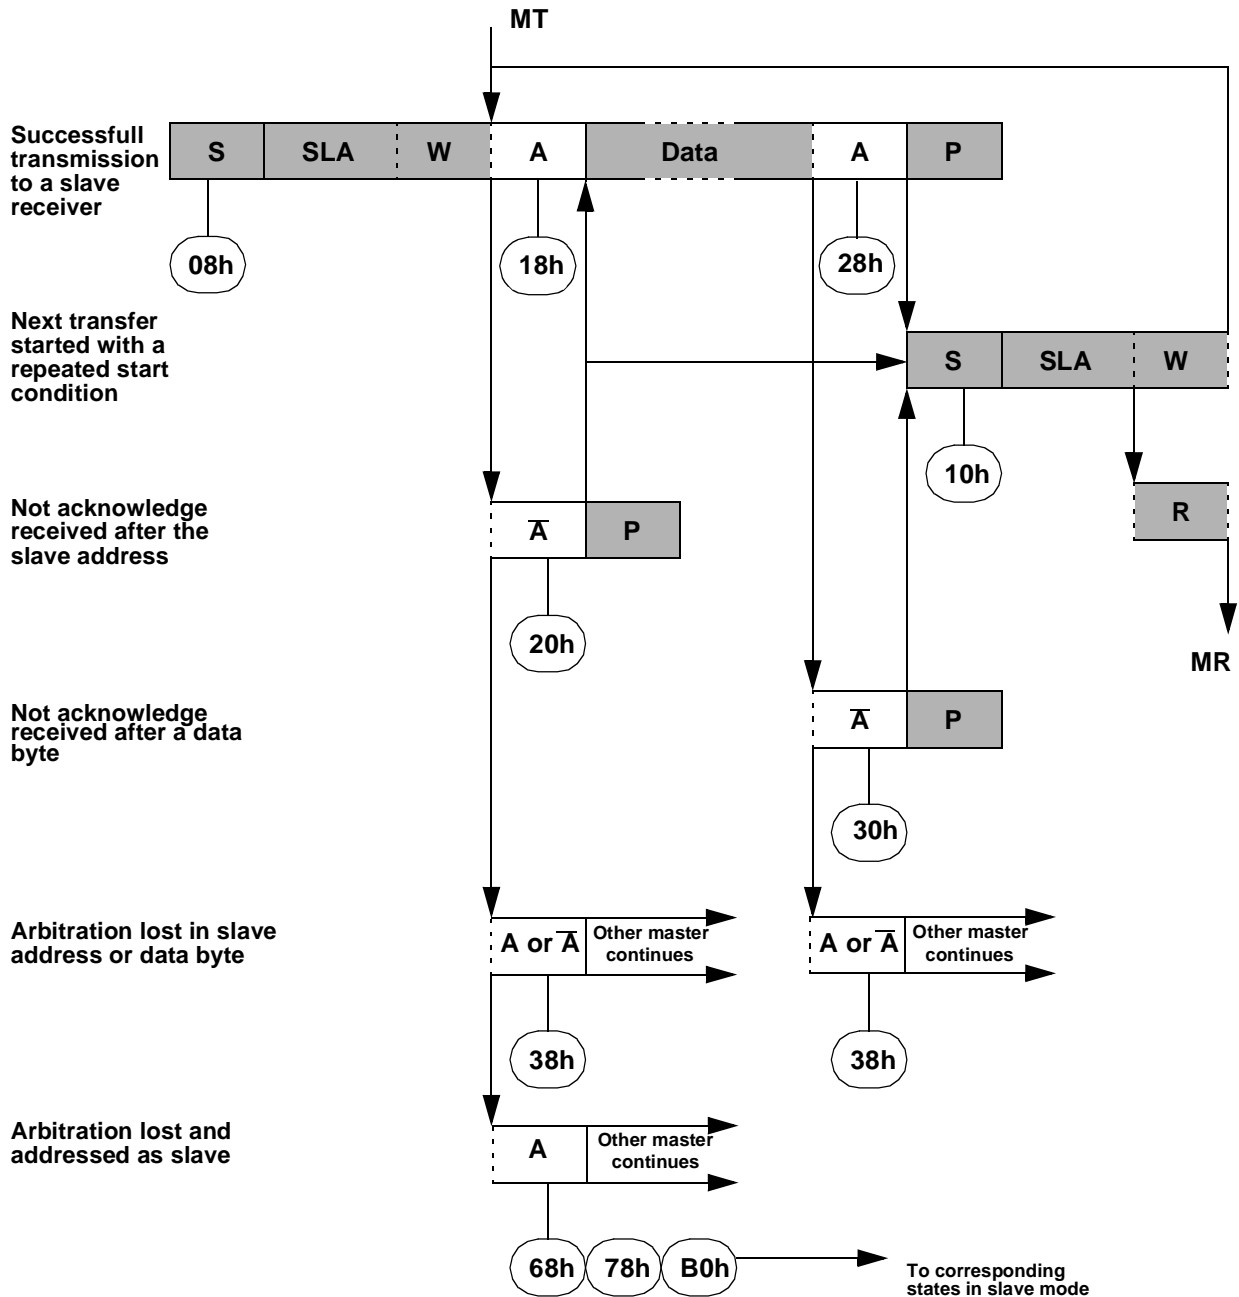 MT
Successfull
transmission
to a slave
receiver
S SLA W A Data A P
08h 18h 28h
Next transfer
started with a
repeated start
condition
S SLA W
10h
Not acknowledge
received after the
slave address
A̅ P
R
20h
MR
Not acknowledge
received after a data
byte
A̅ P
30h
Arbitration lost in slave
address or data byte
A or A̅ Other master
continues
A or A̅ Other master
continues
38h 38h
Arbitration lost and
addressed as slave
A Other master
continues
68h 78h B0h
To corresponding
states in slave mode